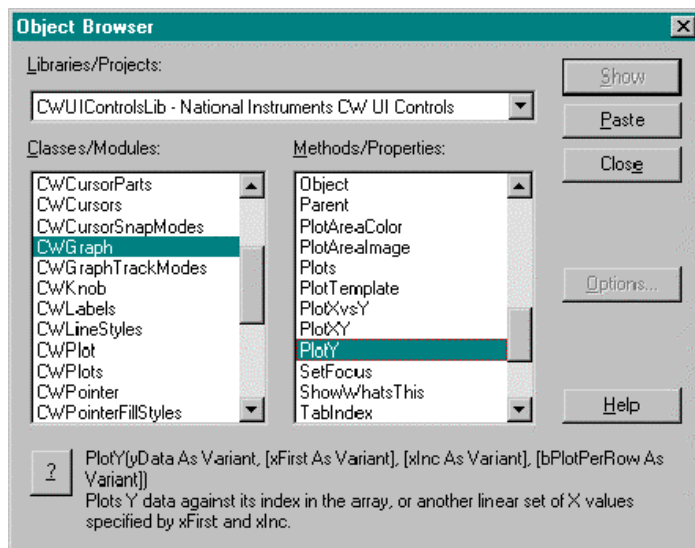 Object Browser
Libraries/Projects:
CWUIControlsLib - National Instruments CW UI Controls
Show
Paste
Close
Classes/Modules:
CWCursorParts
CWCursors
CWCursorSnapModes
CWGraph
CWGraphTrackModes
CWKnob
CWLabels
CWLineStyles
CWPlot
CWPlots
CWPointer
CWPointerFillStyles
Methods/Properties:
Object
Parent
PlotAreaColor
PlotAreaImage
Plots
PlotTemplate
PlotXvsY
PlotXY
PlotY
SetFocus
ShowWhatsThis
TabIndex
Options...
Help
?
PlotY(yData As Variant, [xFirst As Variant], [xInc As Variant], [bPlotPerRow As
Variant])
Plots Y data against its index in the array, or another linear set of X values
specified by xFirst and xInc.